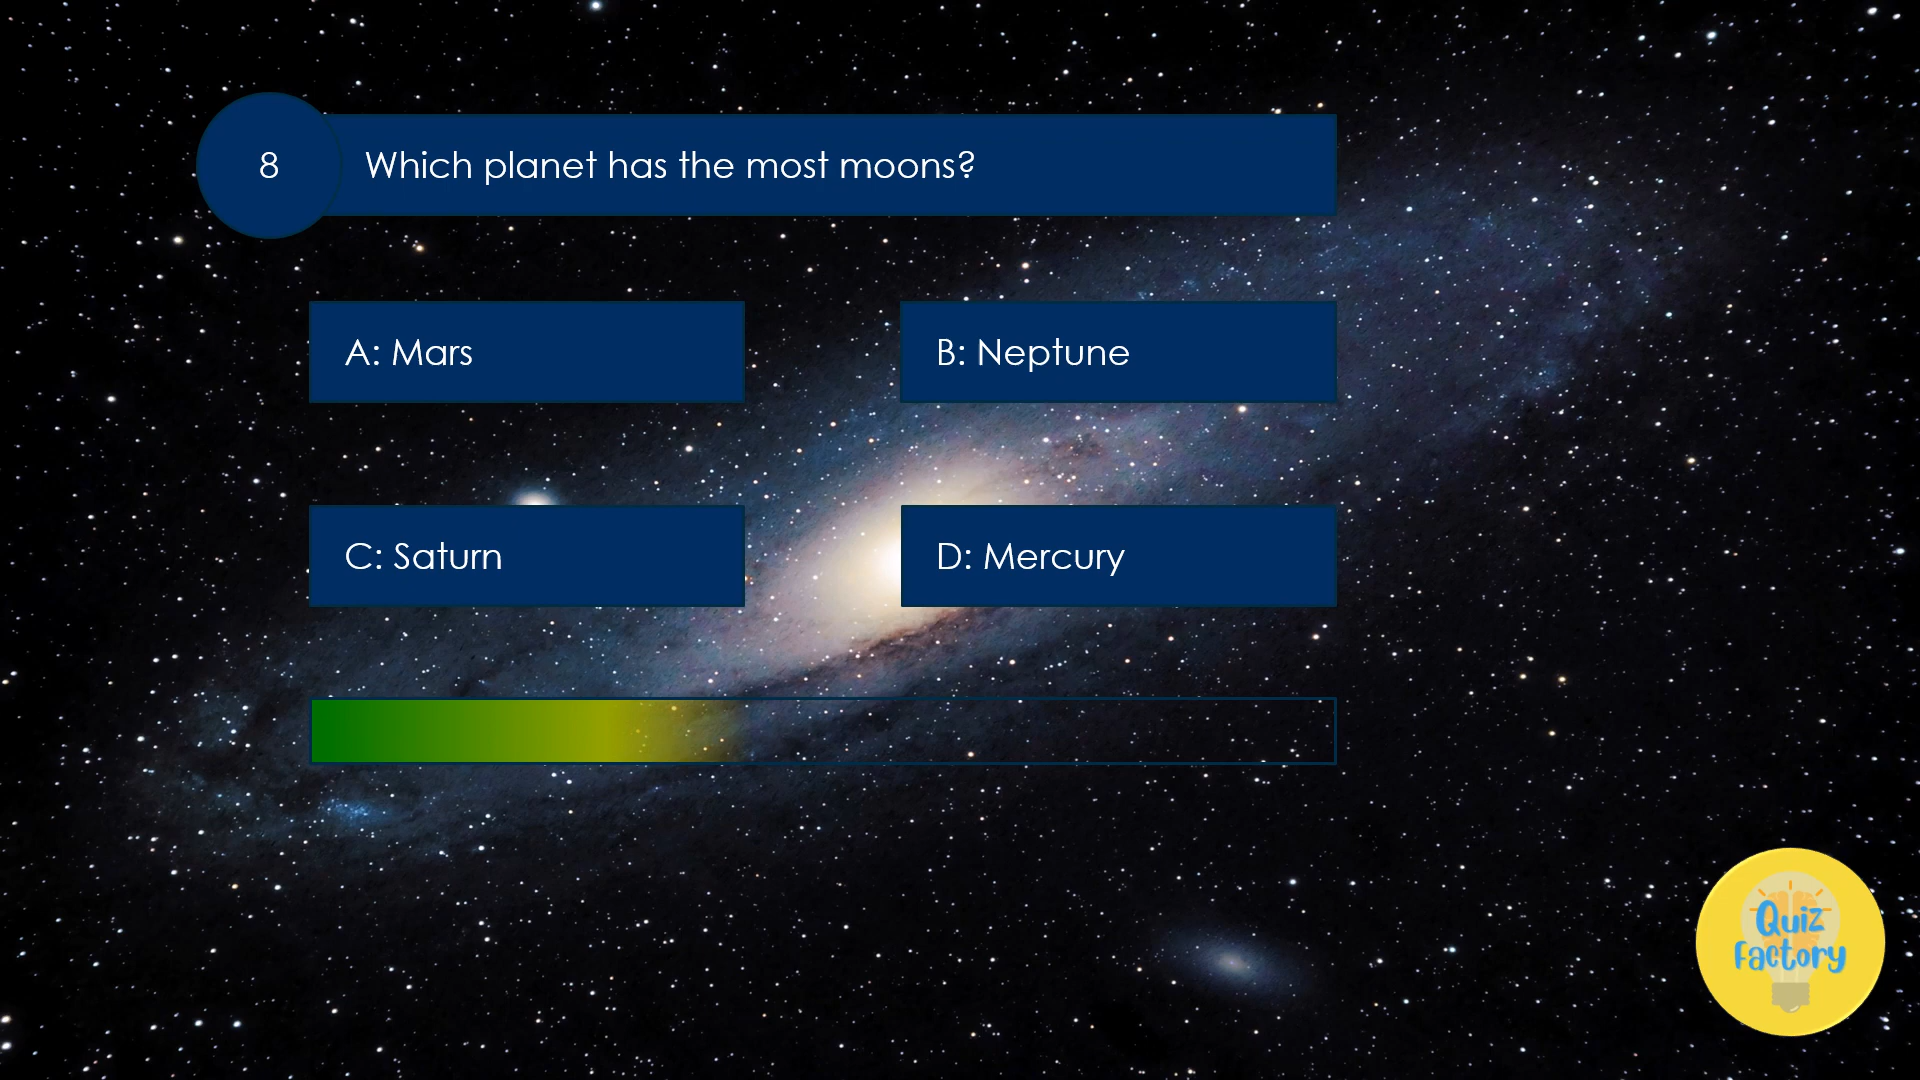 8
Which planet has the most moons?
A: Mars
B: Neptune
C: Saturn
D: Mercury
Quiz
Factory